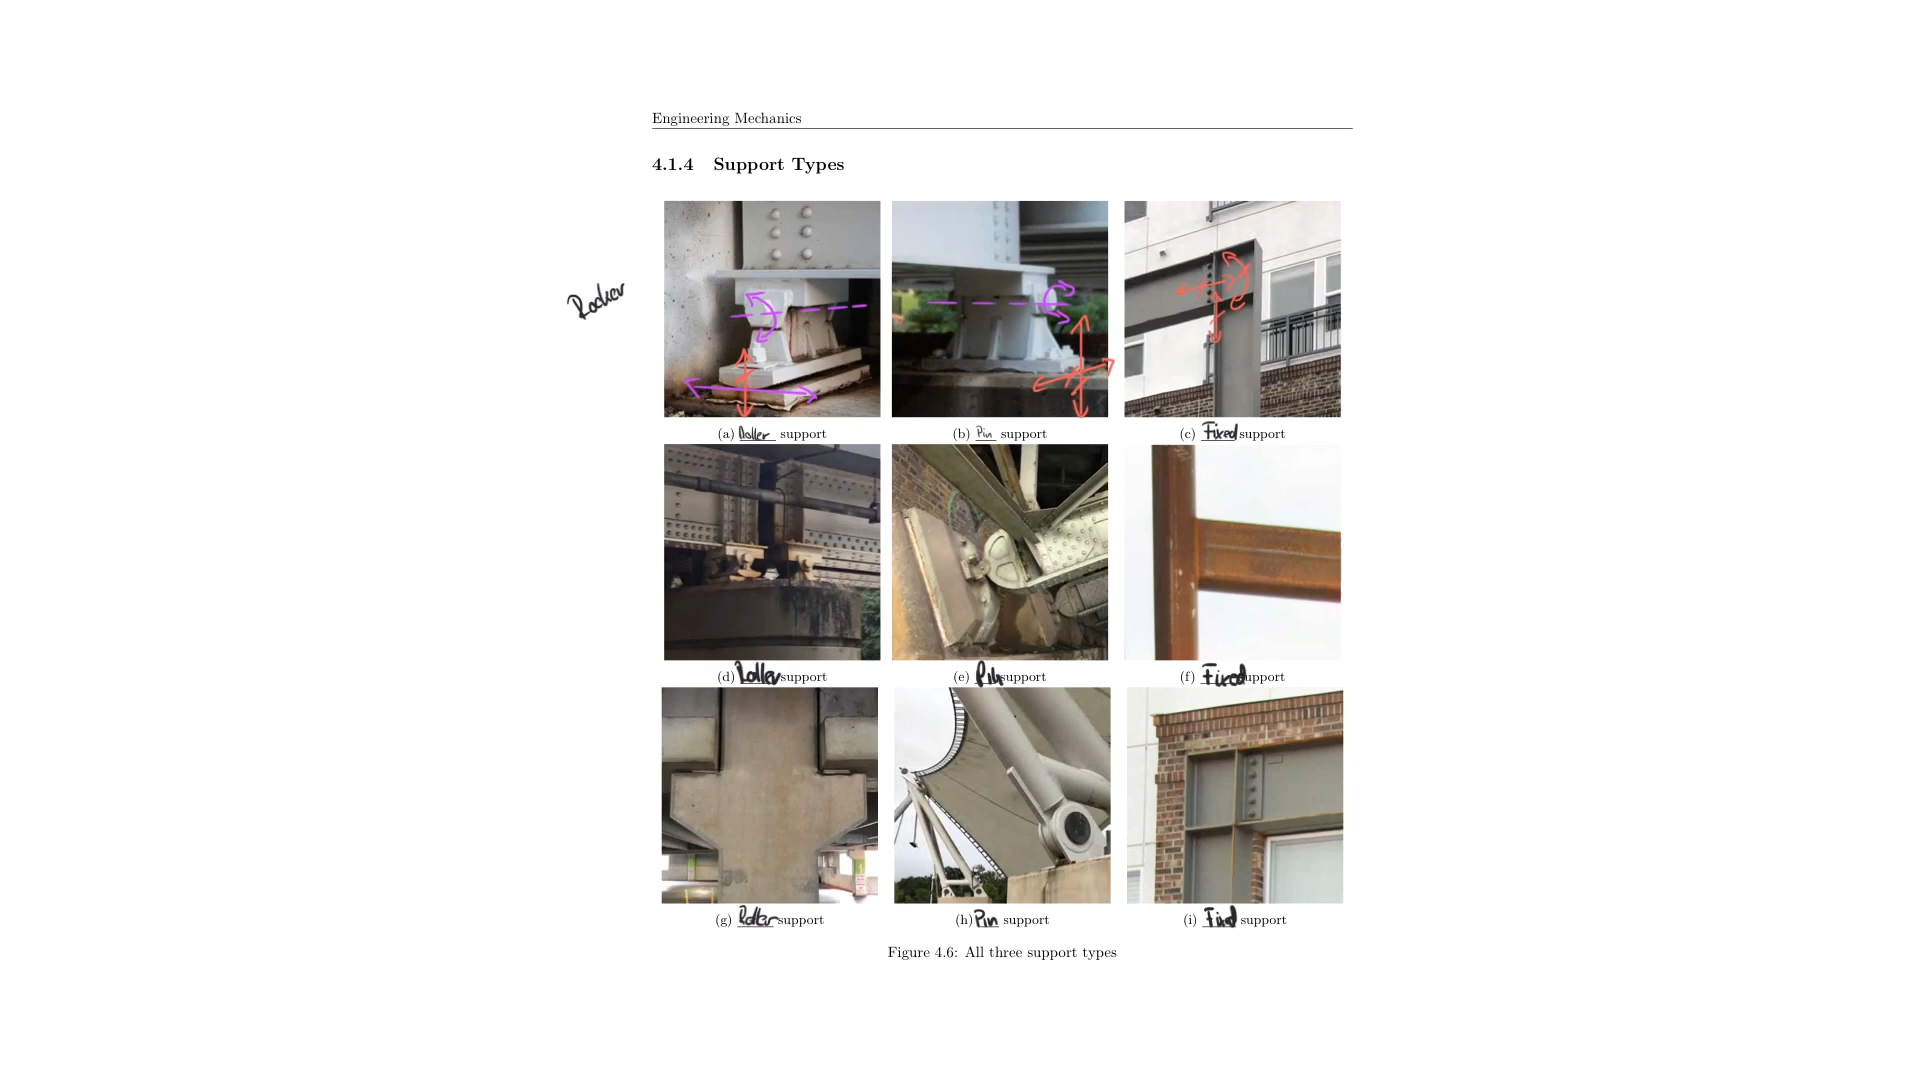 Engineering Mechanics
4.1.4 Support Types
Rocker
(a) Roller support
(b) Pin support
(c) Fixed support
(d) Roller support
(e) Pin support
(f) Fixed support
(g) Roller support
(h) Pin support
(i) Fixed support
Figure 4.6: All three support types